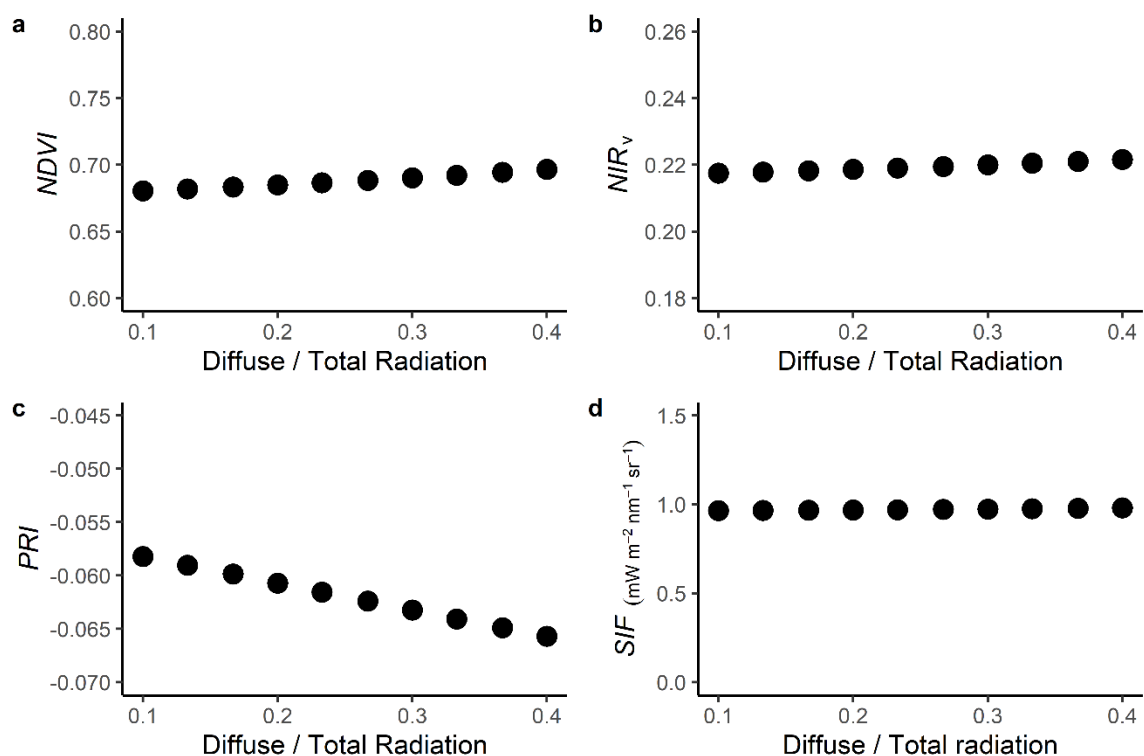 a
0.80
0.75
0.70
0.65
0.60
NDVI
0.1 0.2 0.3 0.4
Diffuse / Total Radiation
b
0.26
0.24
0.22
0.20
0.18
NIRv
0.1 0.2 0.3 0.4
Diffuse / Total Radiation
c
-0.045
-0.050
-0.055
-0.060
-0.065
-0.070
PRI
0.1 0.2 0.3 0.4
Diffuse / Total Radiation
d
1.5
1.0
0.5
0.0
SIF (mW m⁻² nm⁻¹ sr⁻¹)
0.1 0.2 0.3 0.4
Diffuse / Total radiation